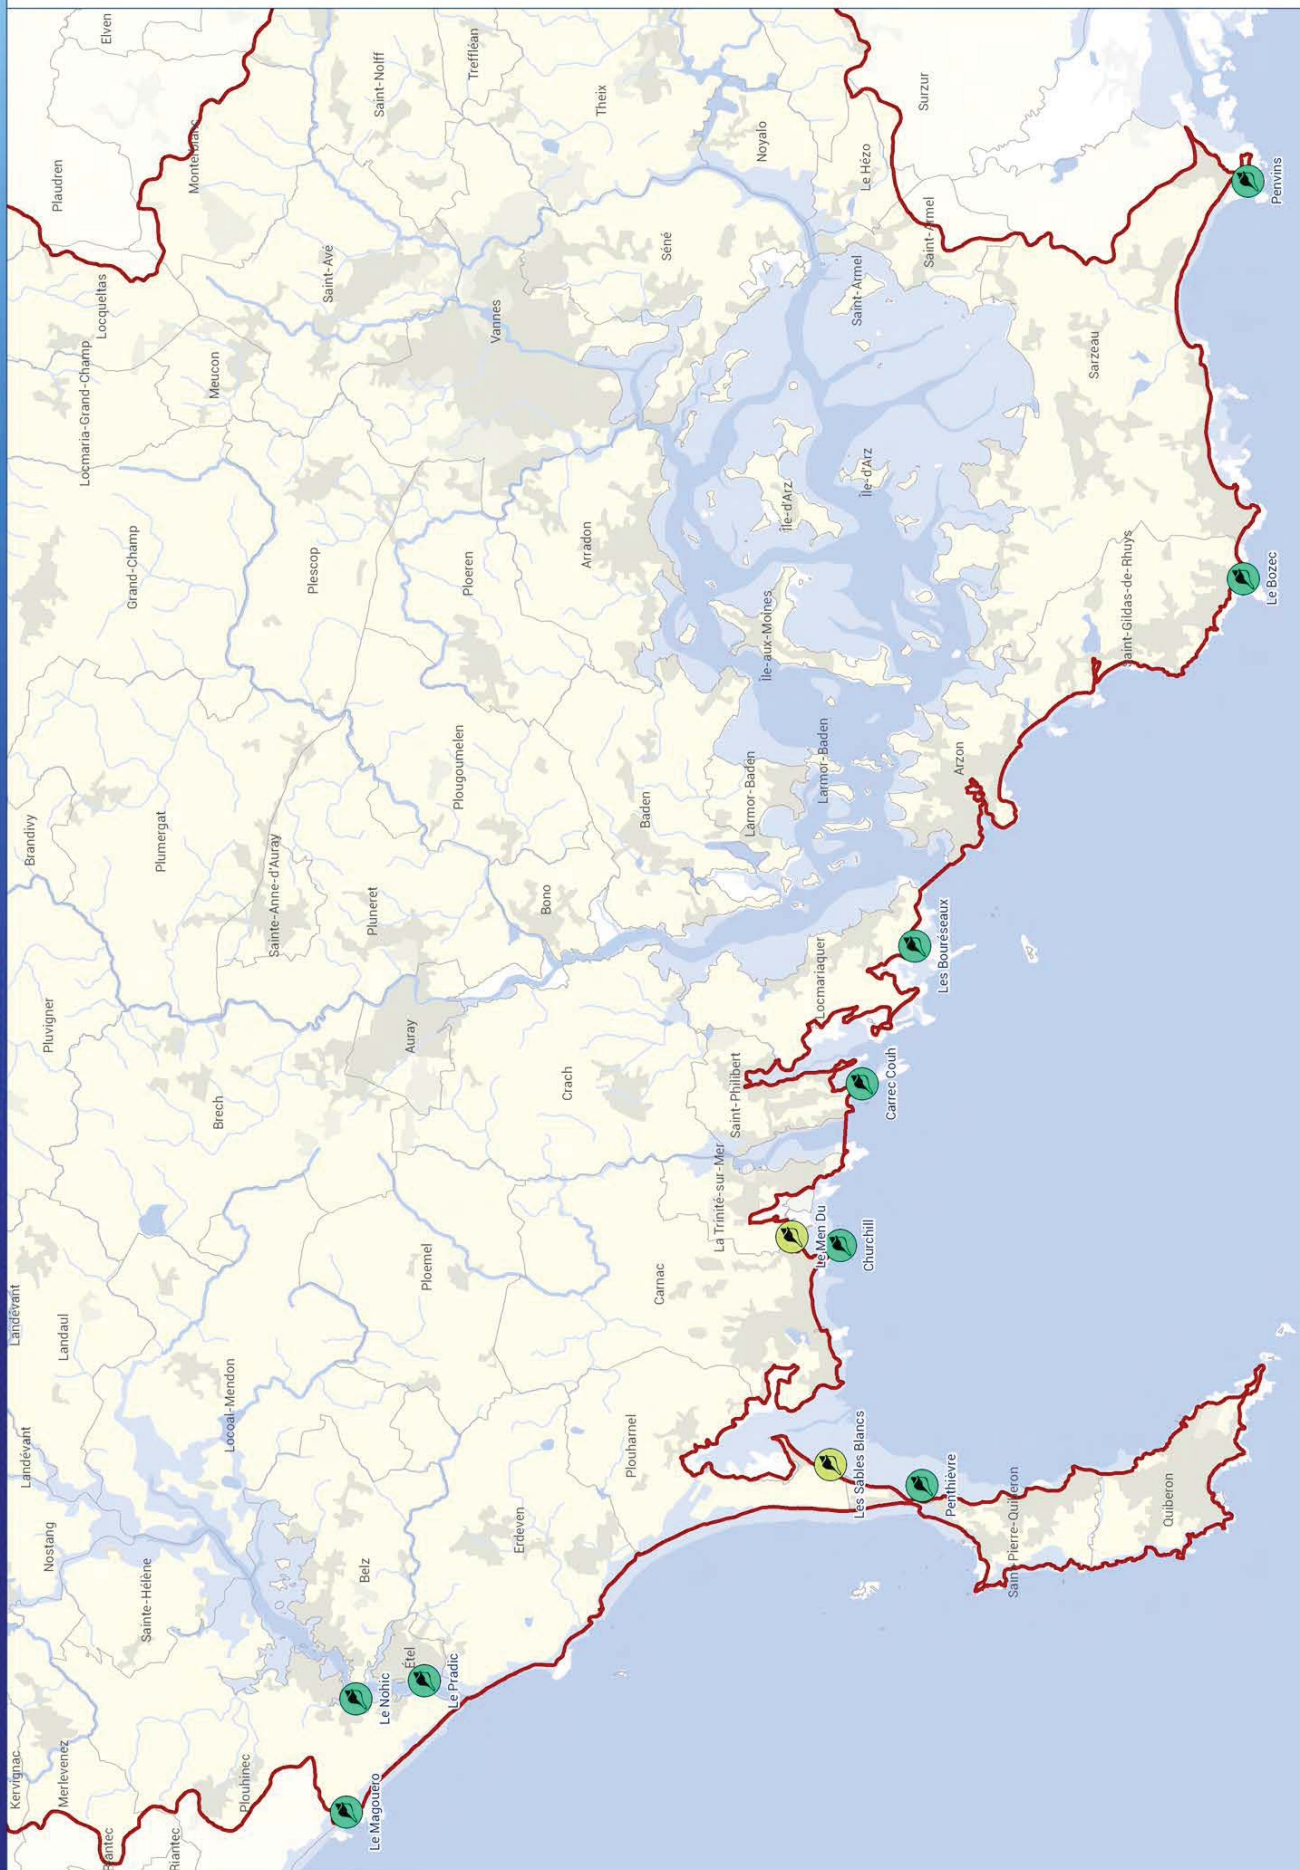 Kervignac
Merlevenez
Riantec
Plouhinec
Le Magouëro
Nostang
Sainte-Hélène
Le Nohic
Étel
Le Pradic
Belz
Landévant
Landévant
Landaul
Locoal-Mendon
Erdeven
Ploemel
Plouharnel
Les Sables Blancs
Penthièvre
Saint-Pierre-Quiberon
Quiberon
Carnac
La Trinité-sur-Mer
Le Men Du
Churchill
Pluvigner
Brech
Auray
Crach
Saint-Philibert
Carrec Couh
Locmariaquer
Les Bouréseaux
Brandivy
Plumergat
Sainte-Anne-d'Auray
Pluneret
Bono
Plougoumelen
Baden
Larmor-Baden
Larmor-Baden
Arzon
Grand-Champ
Plescop
Ploeren
Arradon
Île-aux-Moines
Saint-Gildas-de-Rhuys
Le Bozec
Locmaria-Grand-Champ
Locqueltas
Meucon
Saint-Avé
Vannes
Séné
Île-d'Arz
Île-d'Arz
Saint-Armel
Saint-Armel
Sarzeau
Plaudren
Elven
Monterblanc
Saint-Nolff
Treffléan
Theix
Noyalo
Le Hézo
Surzur
Penvins